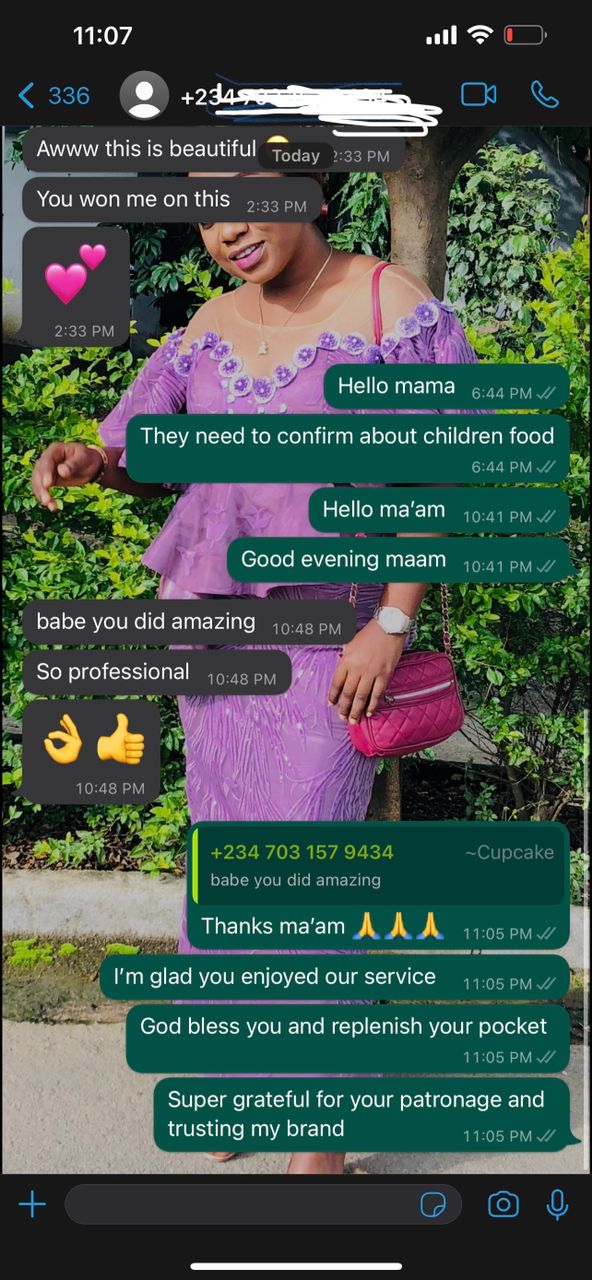 11:07
336
+234 703
Awww this is beautiful
Today
2:33 PM
You won me on this
2:33 PM
💕
2:33 PM
Hello mama
6:44 PM
They need to confirm about children food
6:44 PM
Hello ma’am
10:41 PM
Good evening maam
10:41 PM
babe you did amazing
10:48 PM
So professional
10:48 PM
👌👍
10:48 PM
+234 703 157 9434 ~Cupcake
babe you did amazing
Thanks ma’am 🙏🙏🙏
11:05 PM
I’m glad you enjoyed our service
11:05 PM
God bless you and replenish your pocket
11:05 PM
Super grateful for your patronage and
trusting my brand
11:05 PM